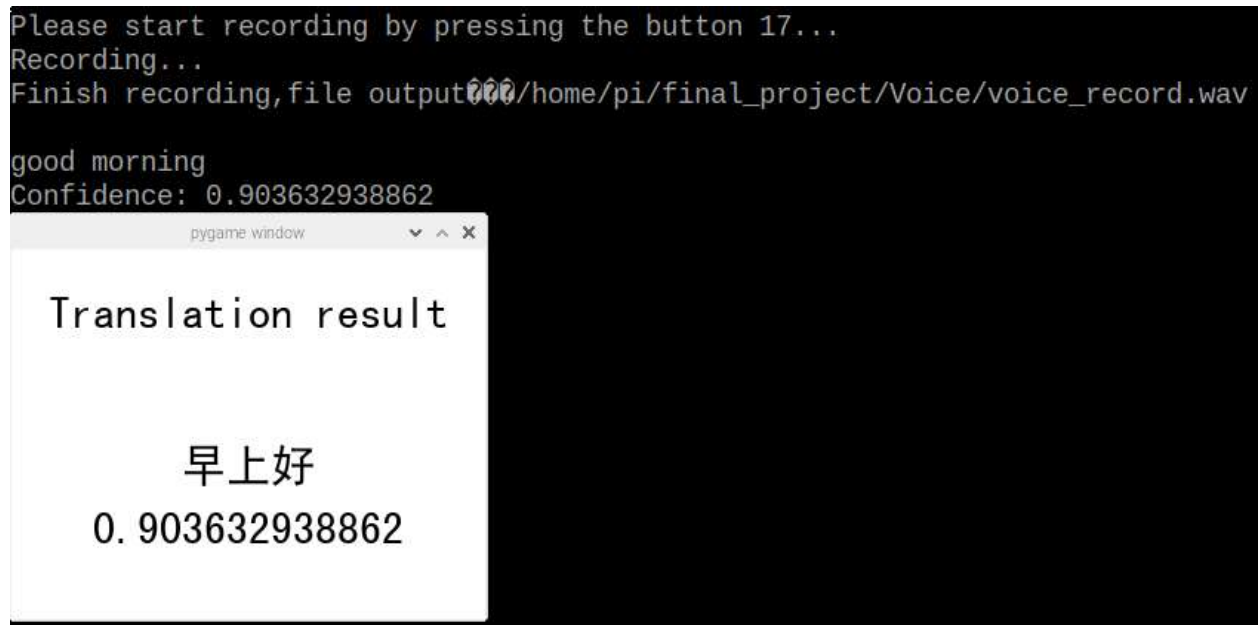 Please start recording by pressing the button 17...
Recording...
Finish recording,file output���/home/pi/final_project/Voice/voice_record.wav
good morning
Confidence: 0.903632938862
pygame window
Translation result
早上好
0.903632938862